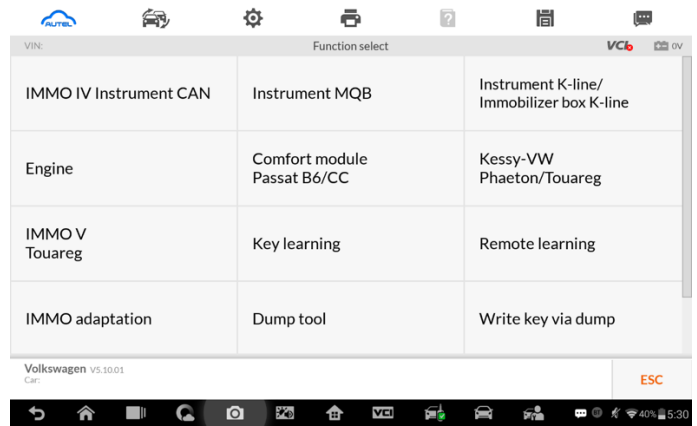 AUTEL
VIN:
Function select
VCI
0V
IMMO IV Instrument CAN
Instrument MQB
Instrument K-line/
Immobilizer box K-line
Engine
Comfort module
Passat B6/CC
Kessy-VW
Phaeton/Touareg
IMMO V
Touareg
Key learning
Remote learning
IMMO adaptation
Dump tool
Write key via dump
Volkswagen V5.10.01
Car:
ESC
VCI
40%
5:30